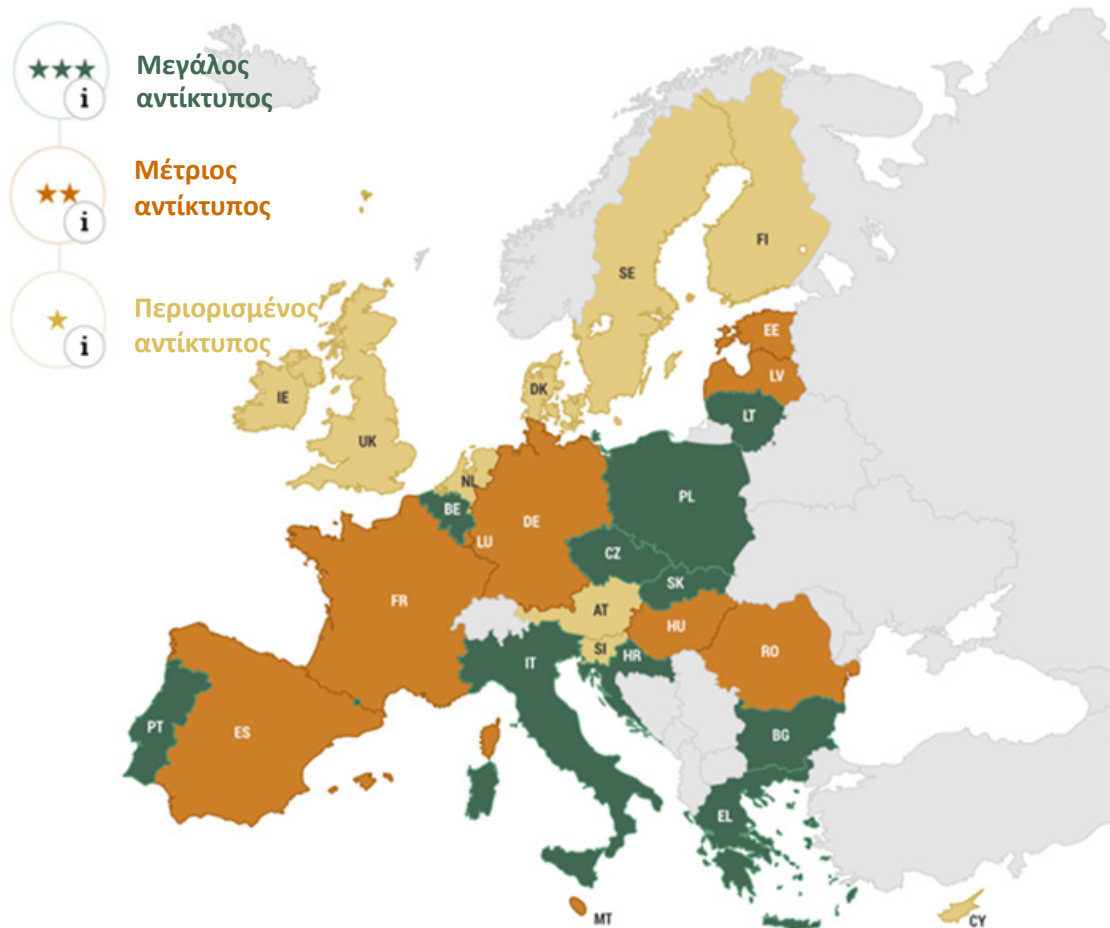 Μεγάλος
αντίκτυπος
i
Μέτριος
αντίκτυπος
i
Περιορισμένος
αντίκτυπος
i
FI
SE
EE
LV
DK
LT
IE
UK
NL
BE
PL
DE
LU
CZ
SK
FR
AT
HU
SI
HR
RO
IT
PT
ES
BG
EL
MT
CY